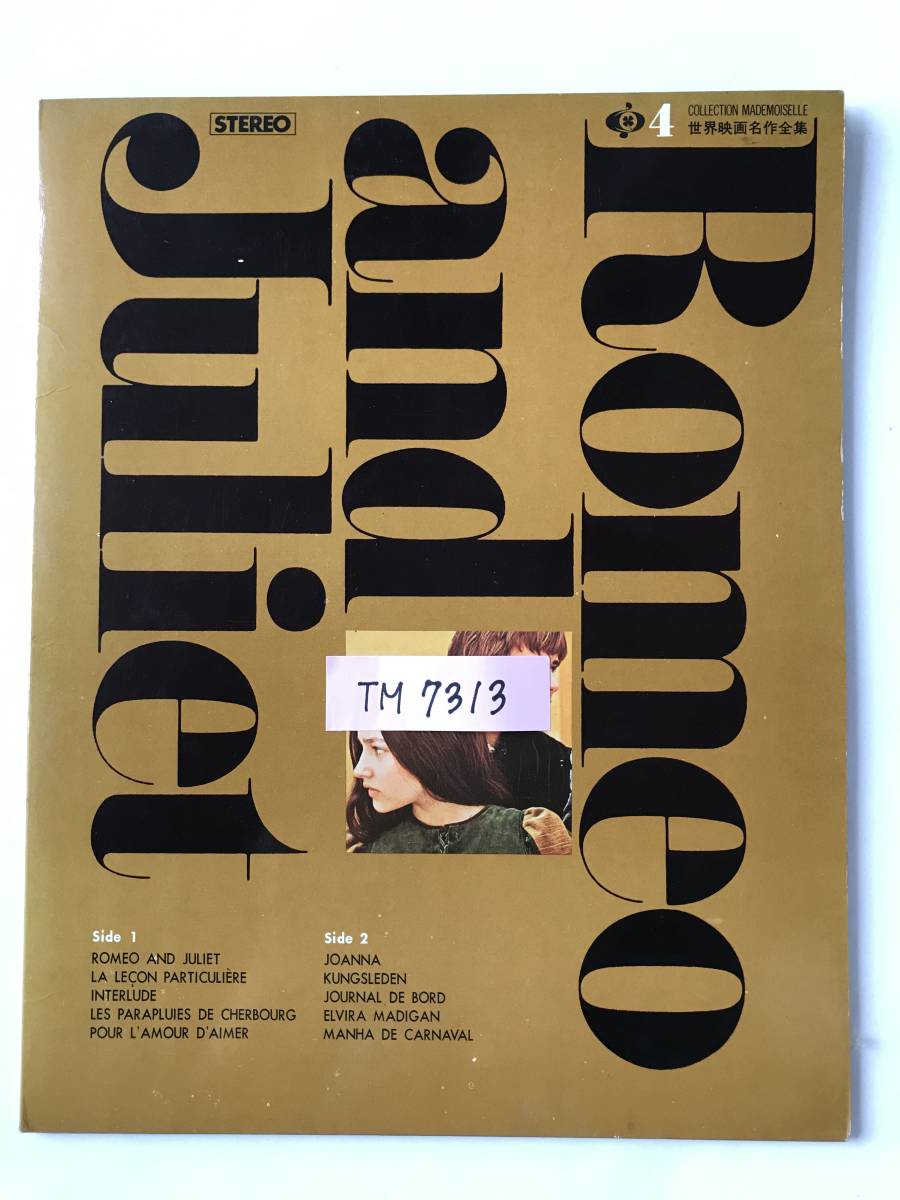 STEREO
4
COLLECTION MADEMOISELLE
世界映画名作全集
Romeo
and
Juliet
TM 7313
Side 1
ROMEO AND JULIET
LA LEÇON PARTICULIÈRE
INTERLUDE
LES PARAPLUIES DE CHERBOURG
POUR L'AMOUR D'AIMER
Side 2
JOANNA
KUNGSLEDEN
JOURNAL DE BORD
ELVIRA MADIGAN
MANHA DE CARNAVAL